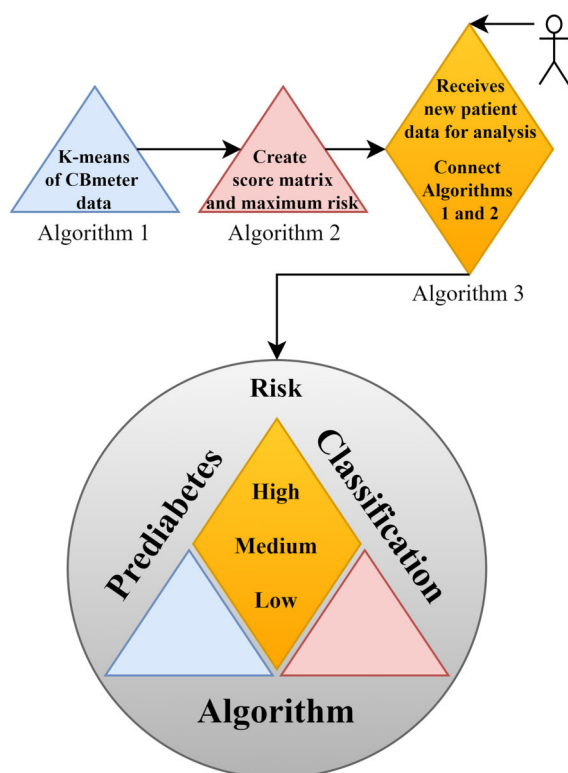 K-means
of CBmeter
data
Algorithm 1
Create
score matrix
and maximum risk
Algorithm 2
Receives
new patient
data for analysis
Connect
Algorithms
1 and 2
Algorithm 3
Risk
Prediabetes
Classification
High
Medium
Low
Algorithm